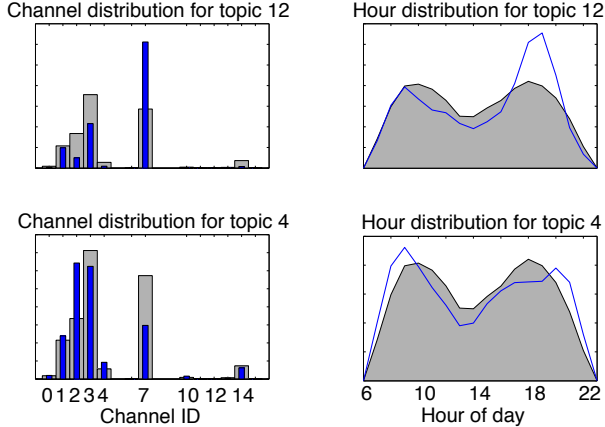 Channel distribution for topic 12
Hour distribution for topic 12
Channel distribution for topic 4
Hour distribution for topic 4
0 1 2 3 4 7 10 12 14
Channel ID
6 10 14 18 22
Hour of day